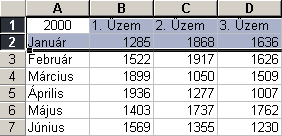 A B C D
1 2000 1. Üzem 2. Üzem 3. Üzem
2 Január 1285 1868 1636
3 Február 1522 1917 1626
4 Március 1899 1050 1509
5 Április 1936 1277 1007
6 Május 1403 1737 1762
7 Június 1569 1355 1230